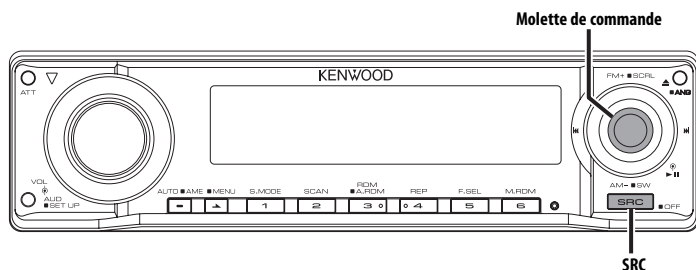 Molette de commande
KENWOOD
FM+ ■SCRL
ATT
■ANG
VOL
AUD
■SET UP
AUTO ■AME ■MENU S.MODE SCAN RDM ■A.RDM REP F.SEL M.RDM
1 2 3 4 5 6
AM– ■SW
SRC ■OFF
SRC